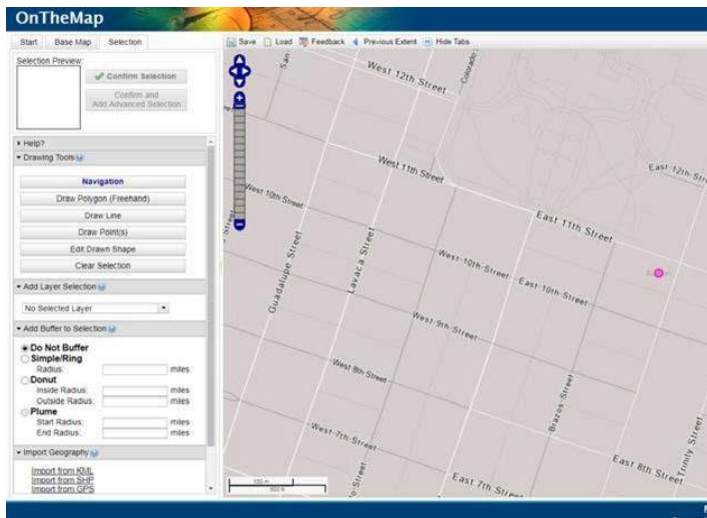 OnTheMap
Start Base Map Selection
Save Load Feedback Previous Extent Hide Tabs
Selection Preview:
Confirm Selection
Confirm and
Add Advanced Selection
Help?
Drawing Tools
Navigation
Draw Polygon (Freehand)
Draw Line
Draw Point(s)
Edit Drawn Shape
Clear Selection
Add Layer Selection
No Selected Layer
Add Buffer to Selection
Do Not Buffer
Simple/Ring
Radius: miles
Donut
Inside Radius: miles
Outside Radius: miles
Plume
Start Radius: miles
End Radius: miles
Import Geography
Import from KML
Import from SHP
Import from GPS
San
West 12th Street
Colorado
West 11th Street
East 12th Str
West 10th Street
East 11th Street
Guadalupe Street
Lavaca Street
West 10th Street
East 10th Street
West 9th Street
West 8th Street
Brazos Street
Trinity Street
West 7th Street
East 8th Street
East 7th Street
Street